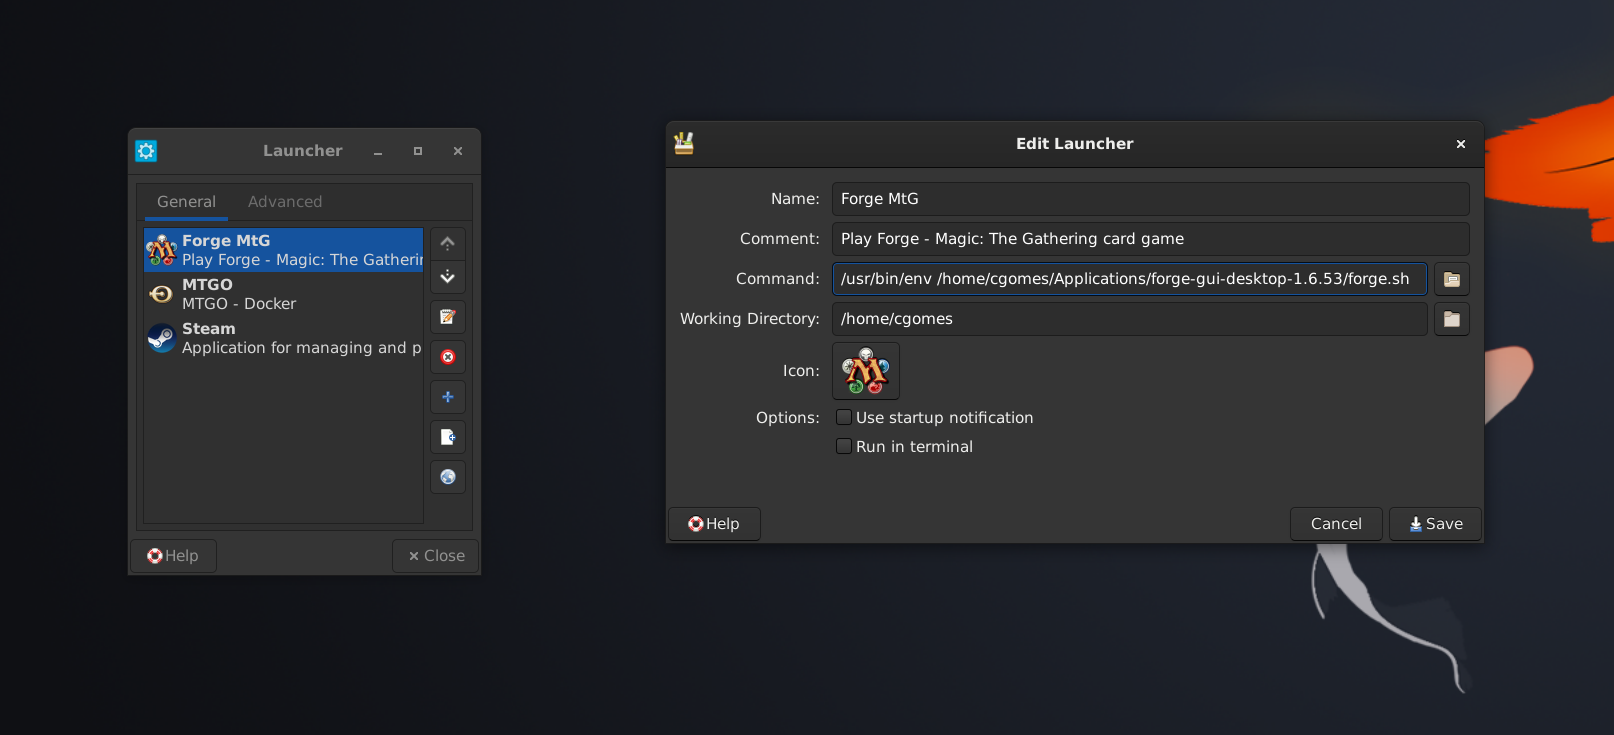 Launcher
General Advanced
Forge MtG
Play Forge - Magic: The Gatherin
MTGO
MTGO - Docker
Steam
Application for managing and p
Help
Close
Edit Launcher
Name: Forge MtG
Comment: Play Forge - Magic: The Gathering card game
Command: /usr/bin/env /home/cgomes/Applications/forge-gui-desktop-1.6.53/forge.sh
Working Directory: /home/cgomes
Icon:
Options: Use startup notification
Run in terminal
Help
Cancel
Save